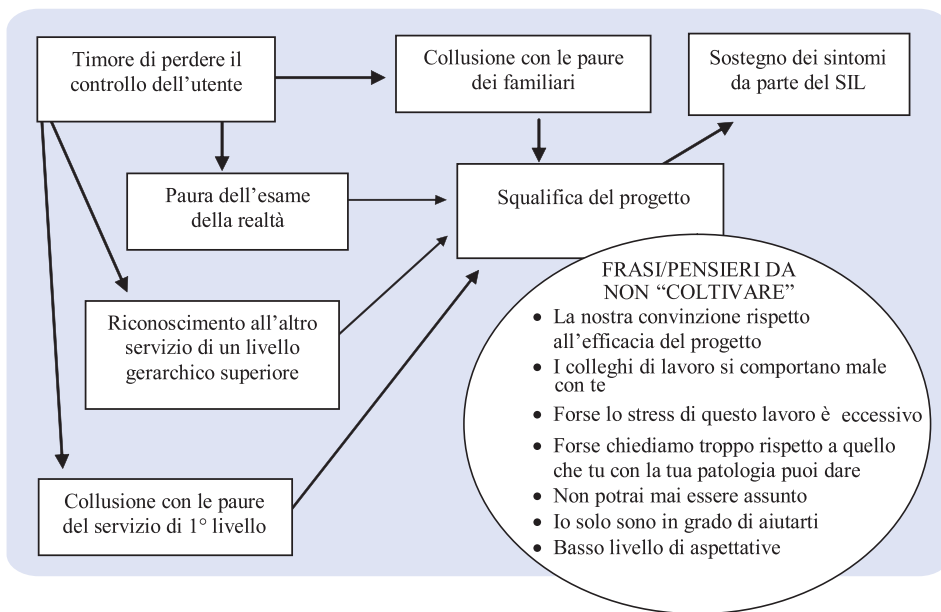 Timore di perdere il
controllo dell’utente
Collusione con le paure
dei familiari
Sostegno dei sintomi
da parte del SIL
Paura dell’esame
della realtà
Squalifica del progetto
Riconoscimento all’altro
servizio di un livello
gerarchico superiore
Collusione con le paure
del servizio di 1° livello
FRASI/PENSIERI DA
NON “COLTIVARE”
• La nostra convinzione rispetto
all’efficacia del progetto
• I colleghi di lavoro si comportano male
con te
• Forse lo stress di questo lavoro è eccessivo
• Forse chiediamo troppo rispetto a quello
che tu con la tua patologia puoi dare
• Non potrai mai essere assunto
• Io solo sono in grado di aiutarti
• Basso livello di aspettative